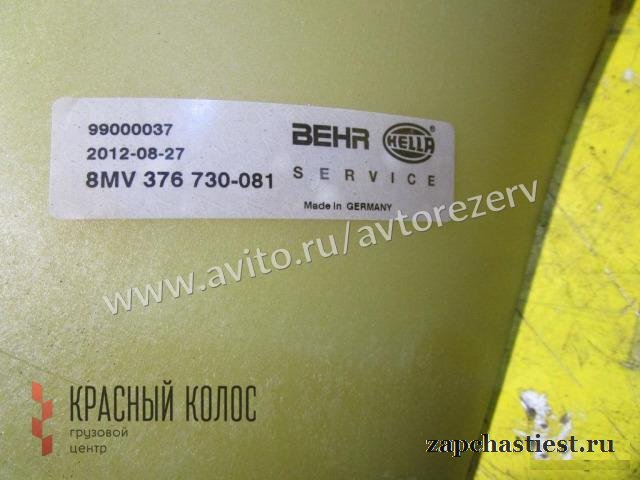 99000037
2012-08-27
8MV 376 730-081
BEHR HELLA
SERVICE
Made in GERMANY
www.avito.ru/avtorezerv
КРАСНЫЙ КОЛОС
грузовой
центр
zapchastiest.ru